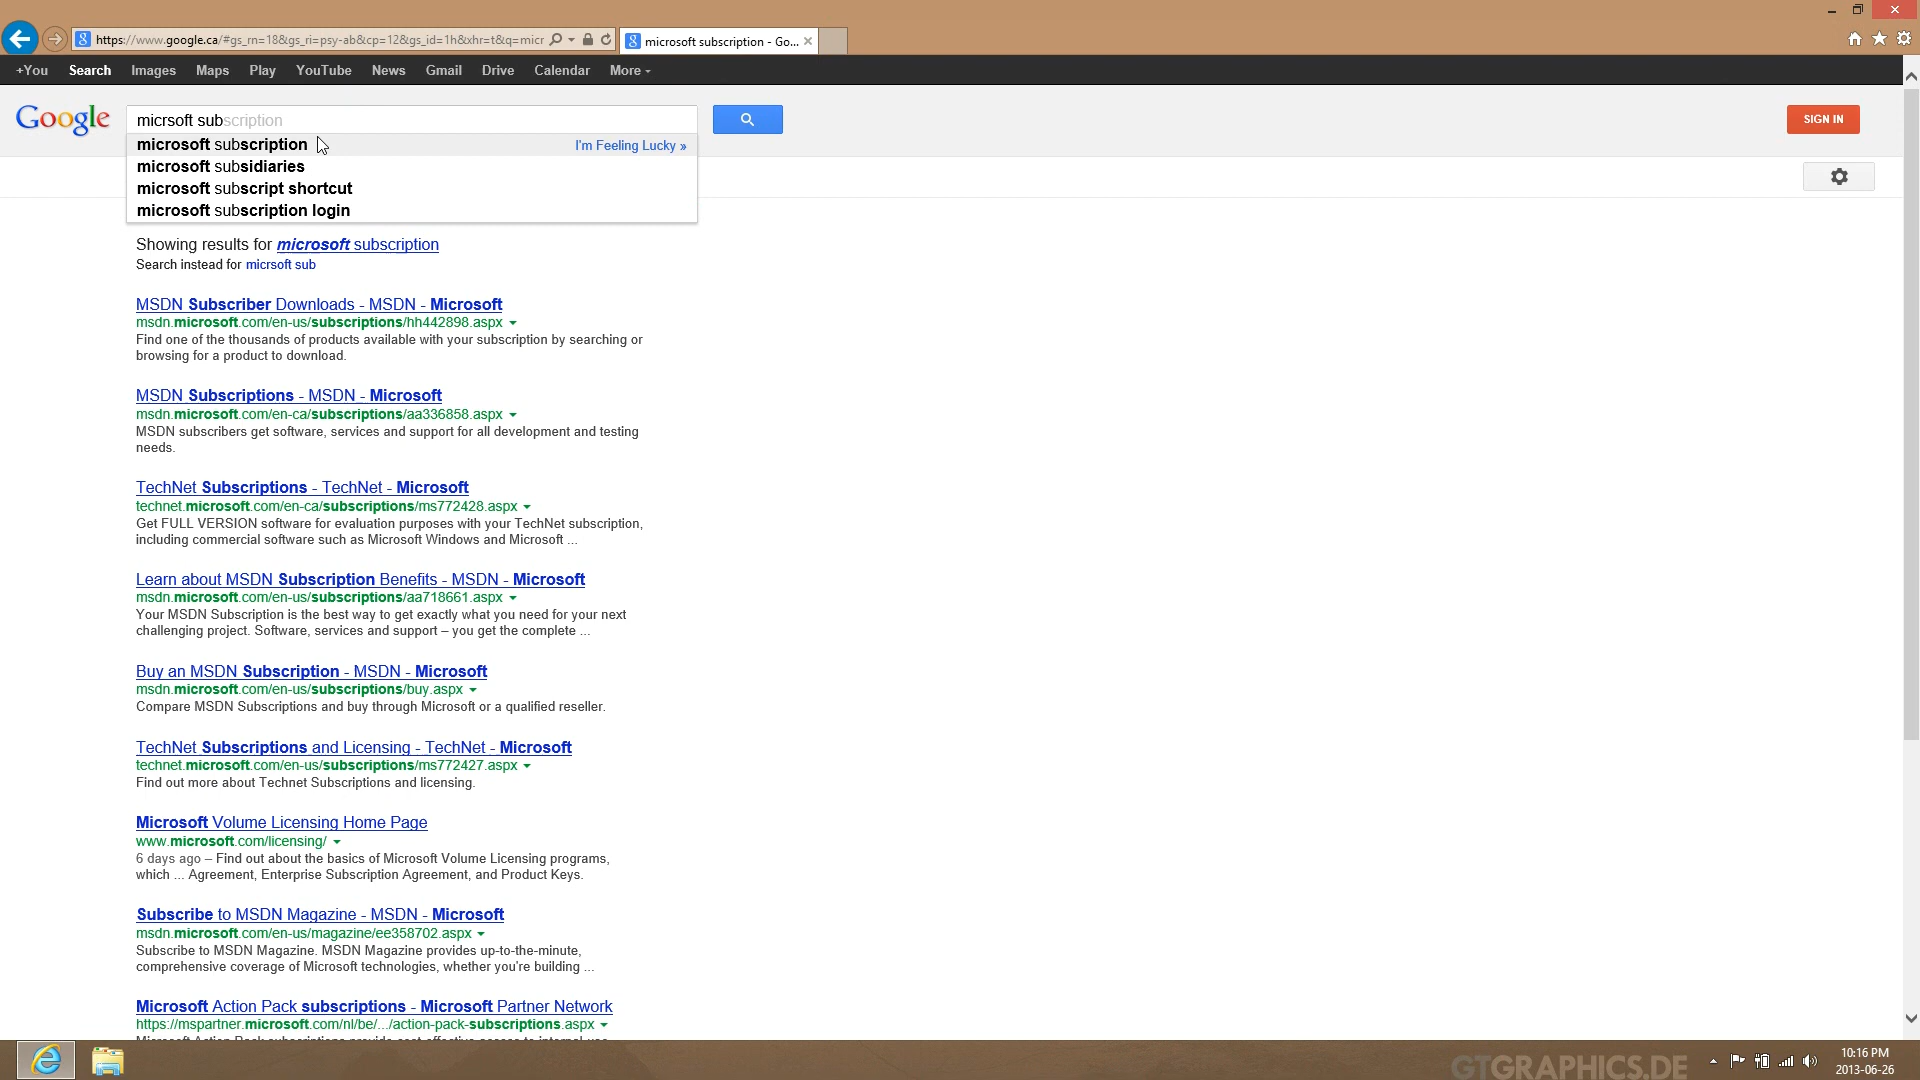 https://www.google.ca/#gs_rn=18&gs_ri=psy-ab&cp=12&gs_id=1h&xhr=t&q=micr
microsoft subscription - Go...
+You Search Images Maps Play YouTube News Gmail Drive Calendar More
Google
micrsoft subscription
SIGN IN
microsoft subscription I'm Feeling Lucky »
microsoft subsidiaries
microsoft subscript shortcut
microsoft subscription login
Showing results for microsoft subscription
Search instead for micrsoft sub
MSDN Subscriber Downloads - MSDN - Microsoft
msdn.microsoft.com/en-us/subscriptions/hh442898.aspx
Find one of the thousands of products available with your subscription by searching or
browsing for a product to download.
MSDN Subscriptions - MSDN - Microsoft
msdn.microsoft.com/en-ca/subscriptions/aa336858.aspx
MSDN subscribers get software, services and support for all development and testing
needs.
TechNet Subscriptions - TechNet - Microsoft
technet.microsoft.com/en-ca/subscriptions/ms772428.aspx
Get FULL VERSION software for evaluation purposes with your TechNet subscription,
including commercial software such as Microsoft Windows and Microsoft ...
Learn about MSDN Subscription Benefits - MSDN - Microsoft
msdn.microsoft.com/en-us/subscriptions/aa718661.aspx
Your MSDN Subscription is the best way to get exactly what you need for your next
challenging project. Software, services and support – you get the complete ...
Buy an MSDN Subscription - MSDN - Microsoft
msdn.microsoft.com/en-us/subscriptions/buy.aspx
Compare MSDN Subscriptions and buy through Microsoft or a qualified reseller.
TechNet Subscriptions and Licensing - TechNet - Microsoft
technet.microsoft.com/en-us/subscriptions/ms772427.aspx
Find out more about Technet Subscriptions and licensing.
Microsoft Volume Licensing Home Page
www.microsoft.com/licensing/
6 days ago – Find out about the basics of Microsoft Volume Licensing programs,
which ... Agreement, Enterprise Subscription Agreement, and Product Keys.
Subscribe to MSDN Magazine - MSDN - Microsoft
msdn.microsoft.com/en-us/magazine/ee358702.aspx
Subscribe to MSDN Magazine. MSDN Magazine provides up-to-the-minute,
comprehensive coverage of Microsoft technologies, whether you're building ...
Microsoft Action Pack subscriptions - Microsoft Partner Network
https://mspartner.microsoft.com/nl/be/.../action-pack-subscriptions.aspx
GTGRAPHICS.DE
10:16 PM
2013-06-26